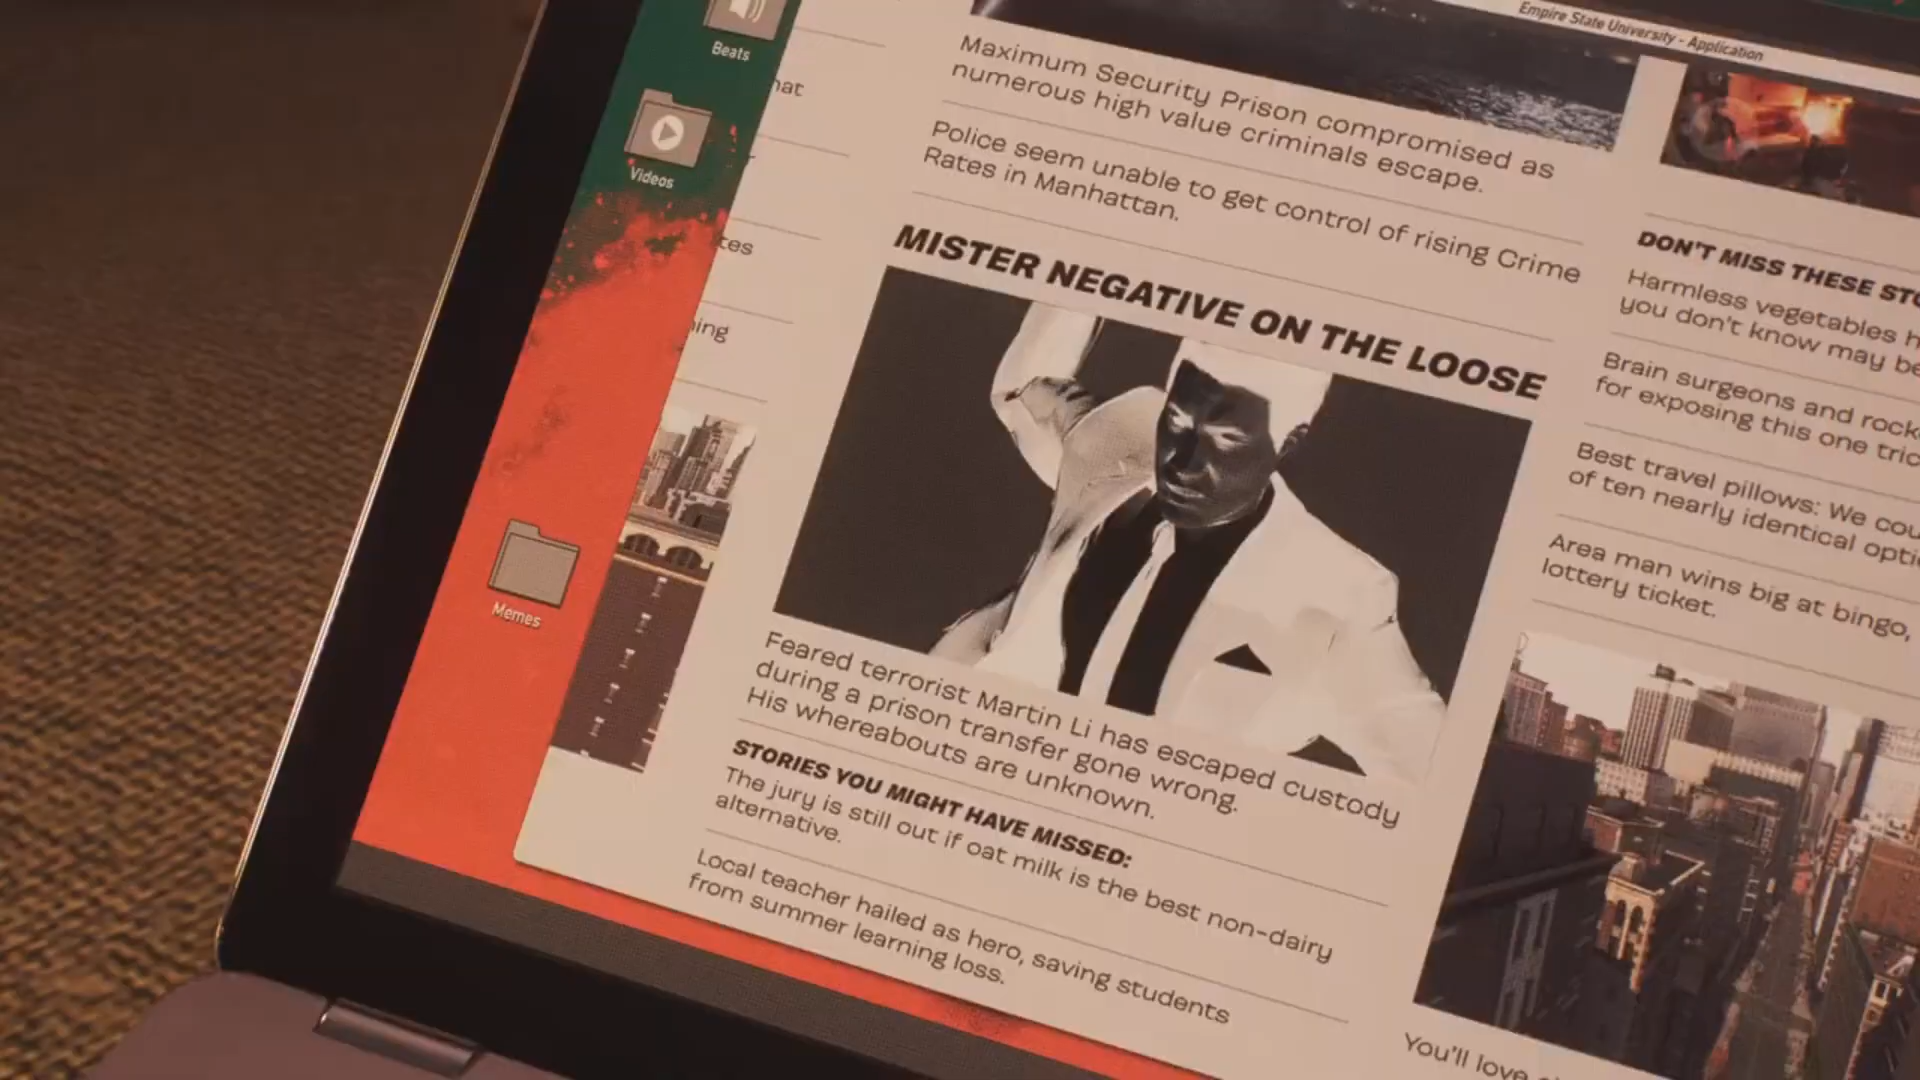 Empire State University - Application
Beats
Videos
Memes
Maximum Security Prison compromised as
numerous high value criminals escape.
Police seem unable to get control of rising Crime
Rates in Manhattan.
MISTER NEGATIVE ON THE LOOSE
Feared terrorist Martin Li has escaped custody
during a prison transfer gone wrong.
His whereabouts are unknown.
STORIES YOU MIGHT HAVE MISSED:
The jury is still out if oat milk is the best non-dairy
alternative.
Local teacher hailed as hero, saving students
from summer learning loss.
DON'T MISS THESE
Harmless vegetables
you don't know may be
Brain surgeons and
for exposing this one
Best travel pillows: We
of ten nearly identical
Area man wins big at bingo,
lottery ticket.
You'll love